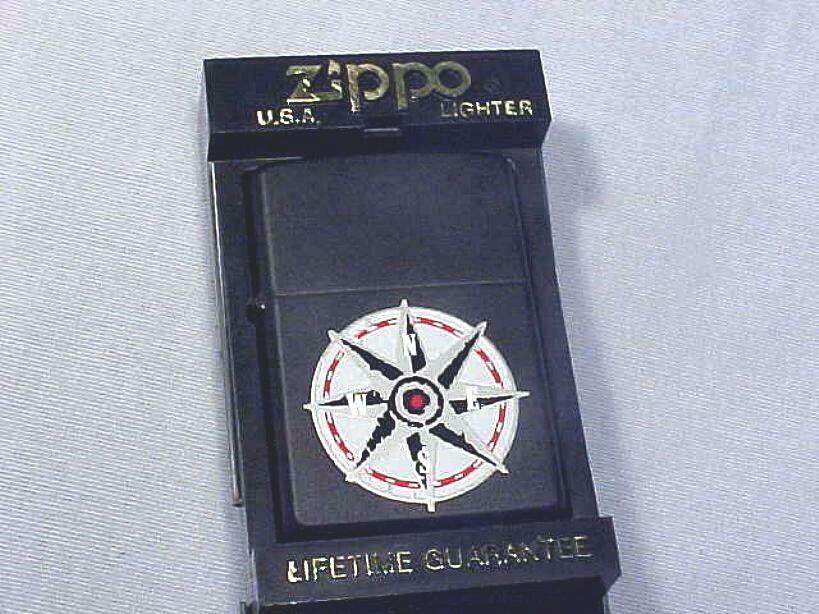 Zippo
U.S.A. LIGHTER
N
W E
S
LIFETIME GUARANTEE